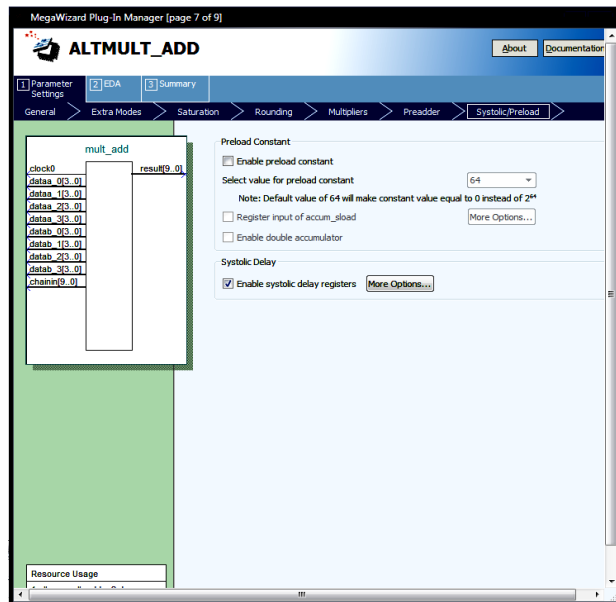 MegaWizard Plug-In Manager [page 7 of 9]
ALTMULT_ADD
About
Documentation
1 Parameter Settings
2 EDA
3 Summary
General
Extra Modes
Saturation
Rounding
Multipliers
Preadder
Systolic/Preload
mult_add
clock0
result[9..0]
dataa_0[3..0]
dataa_1[3..0]
dataa_2[3..0]
dataa_3[3..0]
datab_0[3..0]
datab_1[3..0]
datab_2[3..0]
datab_3[3..0]
chainin[9..0]
Preload Constant
Enable preload constant
Select value for preload constant
64
Note: Default value of 64 will make constant value equal to 0 instead of 2⁶⁴
Register input of accum_sload
More Options...
Enable double accumulator
Systolic Delay
Enable systolic delay registers
More Options...
Resource Usage